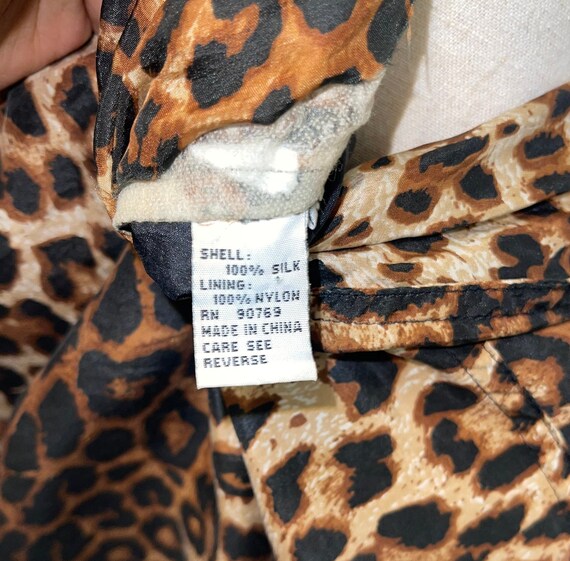 SHELL:
100% SILK
LINING:
100% NYLON
RN 90769
MADE IN CHINA
CARE SEE
REVERSE